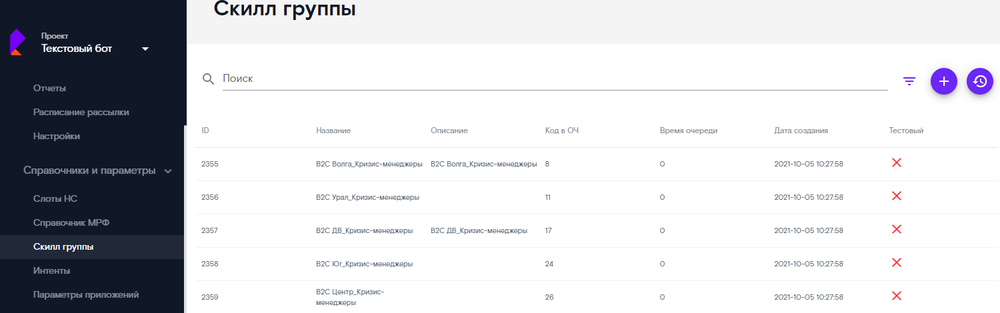 Скилл группы
Проект
Текстовый бот
Отчеты
Расписание рассылки
Настройки
Справочники и параметры
Слоты НС
Справочник МРФ
Скилл группы
Интенты
Параметры приложений
Поиск
ID Название Описание Код в ОЧ Время очереди Дата создания Тестовый
2355 B2C Волга_Кризис-менеджеры B2C Волга_Кризис-менеджеры 8 0 2021-10-05 10:27:58
2356 B2C Урал_Кризис-менеджеры 11 0 2021-10-05 10:27:58
2357 B2C ДВ_Кризис-менеджеры B2C ДВ_Кризис-менеджеры 17 0 2021-10-05 10:27:58
2358 B2C Юг_Кризис-менеджеры 24 0 2021-10-05 10:27:58
2359 B2C Центр_Кризис- 26 0 2021-10-05 10:27:58
менеджеры